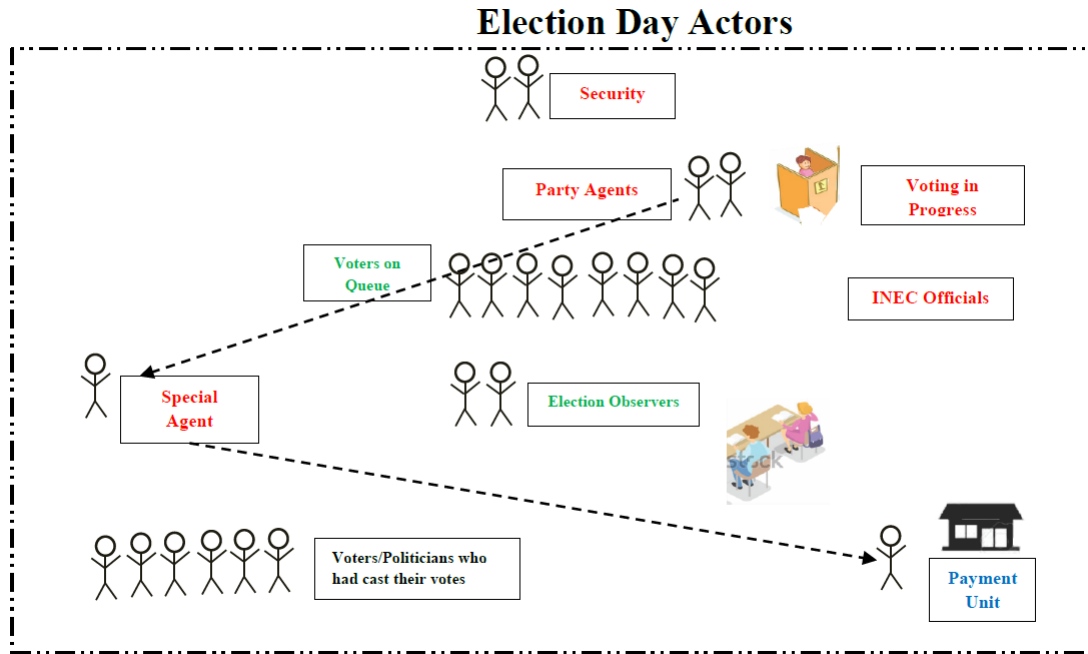 Election Day Actors
Security
Party Agents
Voting in
Progress
Voters on
Queue
INEC Officials
Special
Agent
Election Observers
stock
Voters/Politicians who
had cast their votes
Payment
Unit